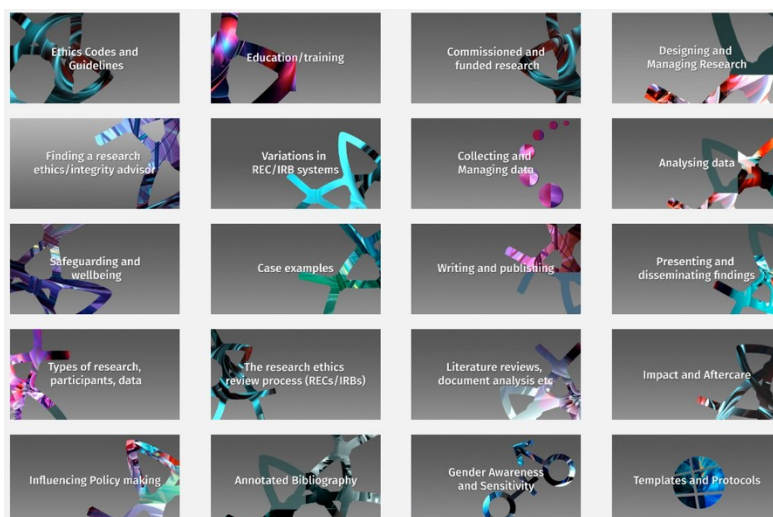 Ethics Codes and
Guidelines
Education/training
Commissioned and
funded research
Designing and
Managing Research
Finding a research
ethics/integrity advisor
Variations in
REC/IRB systems
Collecting and
Managing data
Analysing data
Safeguarding and
wellbeing
Case examples
Writing and publishing
Presenting and
disseminating findings
Types of research,
participants, data
The research ethics
review process (RECs/IRBs)
Literature reviews,
document analysis etc
Impact and Aftercare
Influencing Policy making
Annotated Bibliography
Gender Awareness
and Sensitivity
Templates and Protocols